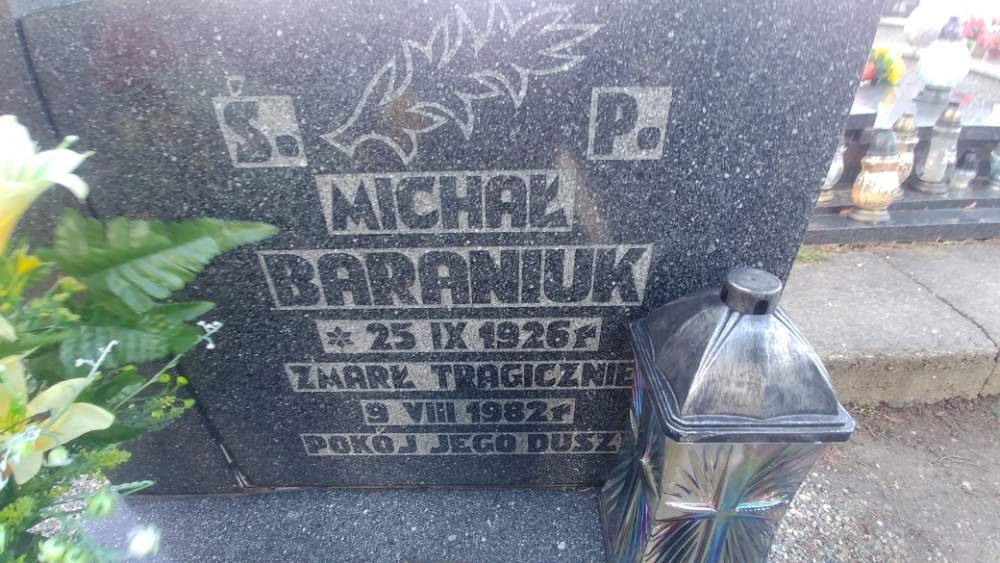 Ś. P.
MICHAŁ
BARANIUK
* 25 IX 1926 r
ZMARŁ TRAGICZNIE
9 VIII 1982 r
POKÓJ JEGO DUSZY